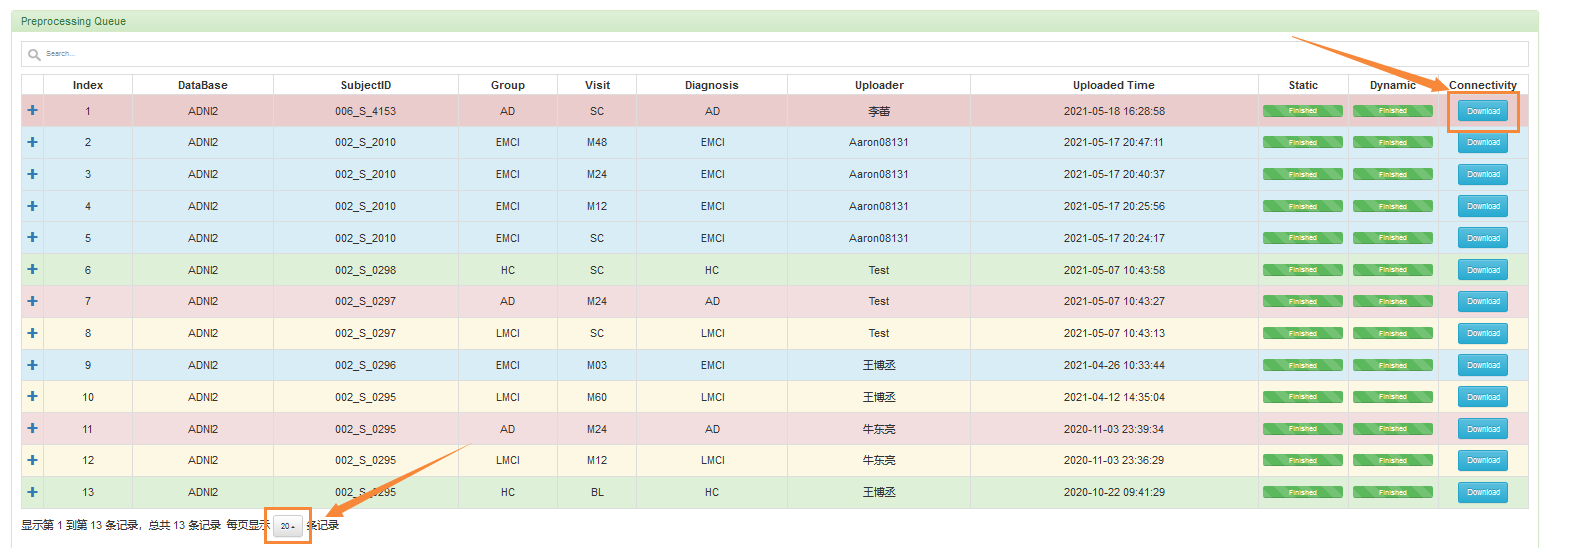 Preprocessing Queue
Search...
Index DataBase SubjectID Group Visit Diagnosis Uploader Uploaded Time Static Dynamic Connectivity
1 ADNI2 006_S_4153 AD SC AD 李苗 2021-05-18 16:28:58 Finished Finished Download
2 ADNI2 002_S_2010 EMCI M48 EMCI Aaron08131 2021-05-17 20:47:11 Finished Finished Download
3 ADNI2 002_S_2010 EMCI M24 EMCI Aaron08131 2021-05-17 20:40:37 Finished Finished Download
4 ADNI2 002_S_2010 EMCI M12 EMCI Aaron08131 2021-05-17 20:25:56 Finished Finished Download
5 ADNI2 002_S_2010 EMCI SC EMCI Aaron08131 2021-05-17 20:24:17 Finished Finished Download
6 ADNI2 002_S_0298 HC SC HC Test 2021-05-07 10:43:58 Finished Finished Download
7 ADNI2 002_S_0297 AD M24 AD Test 2021-05-07 10:43:27 Finished Finished Download
8 ADNI2 002_S_0297 LMCI SC LMCI Test 2021-05-07 10:43:13 Finished Finished Download
9 ADNI2 002_S_0296 EMCI M03 EMCI 王博丞 2021-04-26 10:33:44 Finished Finished Download
10 ADNI2 002_S_0295 LMCI M60 LMCI 王博丞 2021-04-12 14:35:04 Finished Finished Download
11 ADNI2 002_S_0295 AD M24 AD 牛东亮 2020-11-03 23:39:34 Finished Finished Download
12 ADNI2 002_S_0295 LMCI M12 LMCI 牛东亮 2020-11-03 23:36:29 Finished Finished Download
13 ADNI2 002_S_0295 HC BL HC 王博丞 2020-10-22 09:41:29 Finished Finished Download
显示第 1 到第 13 条记录，总共 13 条记录 每页显示 20 条记录